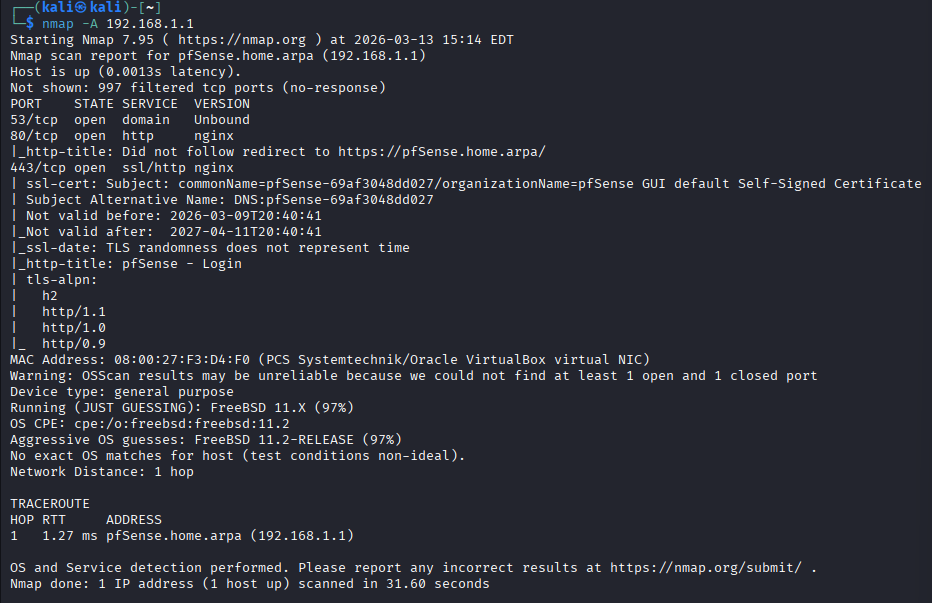 ┌──(kali㉿kali)-[~]
└─$ nmap -A 192.168.1.1
Starting Nmap 7.95 ( https://nmap.org ) at 2026-03-13 15:14 EDT
Nmap scan report for pfSense.home.arpa (192.168.1.1)
Host is up (0.0013s latency).
Not shown: 997 filtered tcp ports (no-response)
PORT    STATE SERVICE  VERSION
53/tcp  open  domain   Unbound
80/tcp  open  http     nginx
|_http-title: Did not follow redirect to https://pfSense.home.arpa/
443/tcp open  ssl/http nginx
| ssl-cert: Subject: commonName=pfSense-69af3048dd027/organizationName=pfSense GUI default Self-Signed Certificate
| Subject Alternative Name: DNS:pfSense-69af3048dd027
| Not valid before: 2026-03-09T20:40:41
|_Not valid after:  2027-04-11T20:40:41
|_ssl-date: TLS randomness does not represent time
|_http-title: pfSense - Login
| tls-alpn:
|   h2
|   http/1.1
|   http/1.0
|_  http/0.9
MAC Address: 08:00:27:F3:D4:F0 (PCS Systemtechnik/Oracle VirtualBox virtual NIC)
Warning: OSScan results may be unreliable because we could not find at least 1 open and 1 closed port
Device type: general purpose
Running (JUST GUESSING): FreeBSD 11.X (97%)
OS CPE: cpe:/o:freebsd:freebsd:11.2
Aggressive OS guesses: FreeBSD 11.2-RELEASE (97%)
No exact OS matches for host (test conditions non-ideal).
Network Distance: 1 hop

TRACEROUTE
HOP RTT     ADDRESS
1   1.27 ms pfSense.home.arpa (192.168.1.1)

OS and Service detection performed. Please report any incorrect results at https://nmap.org/submit/ .
Nmap done: 1 IP address (1 host up) scanned in 31.60 seconds